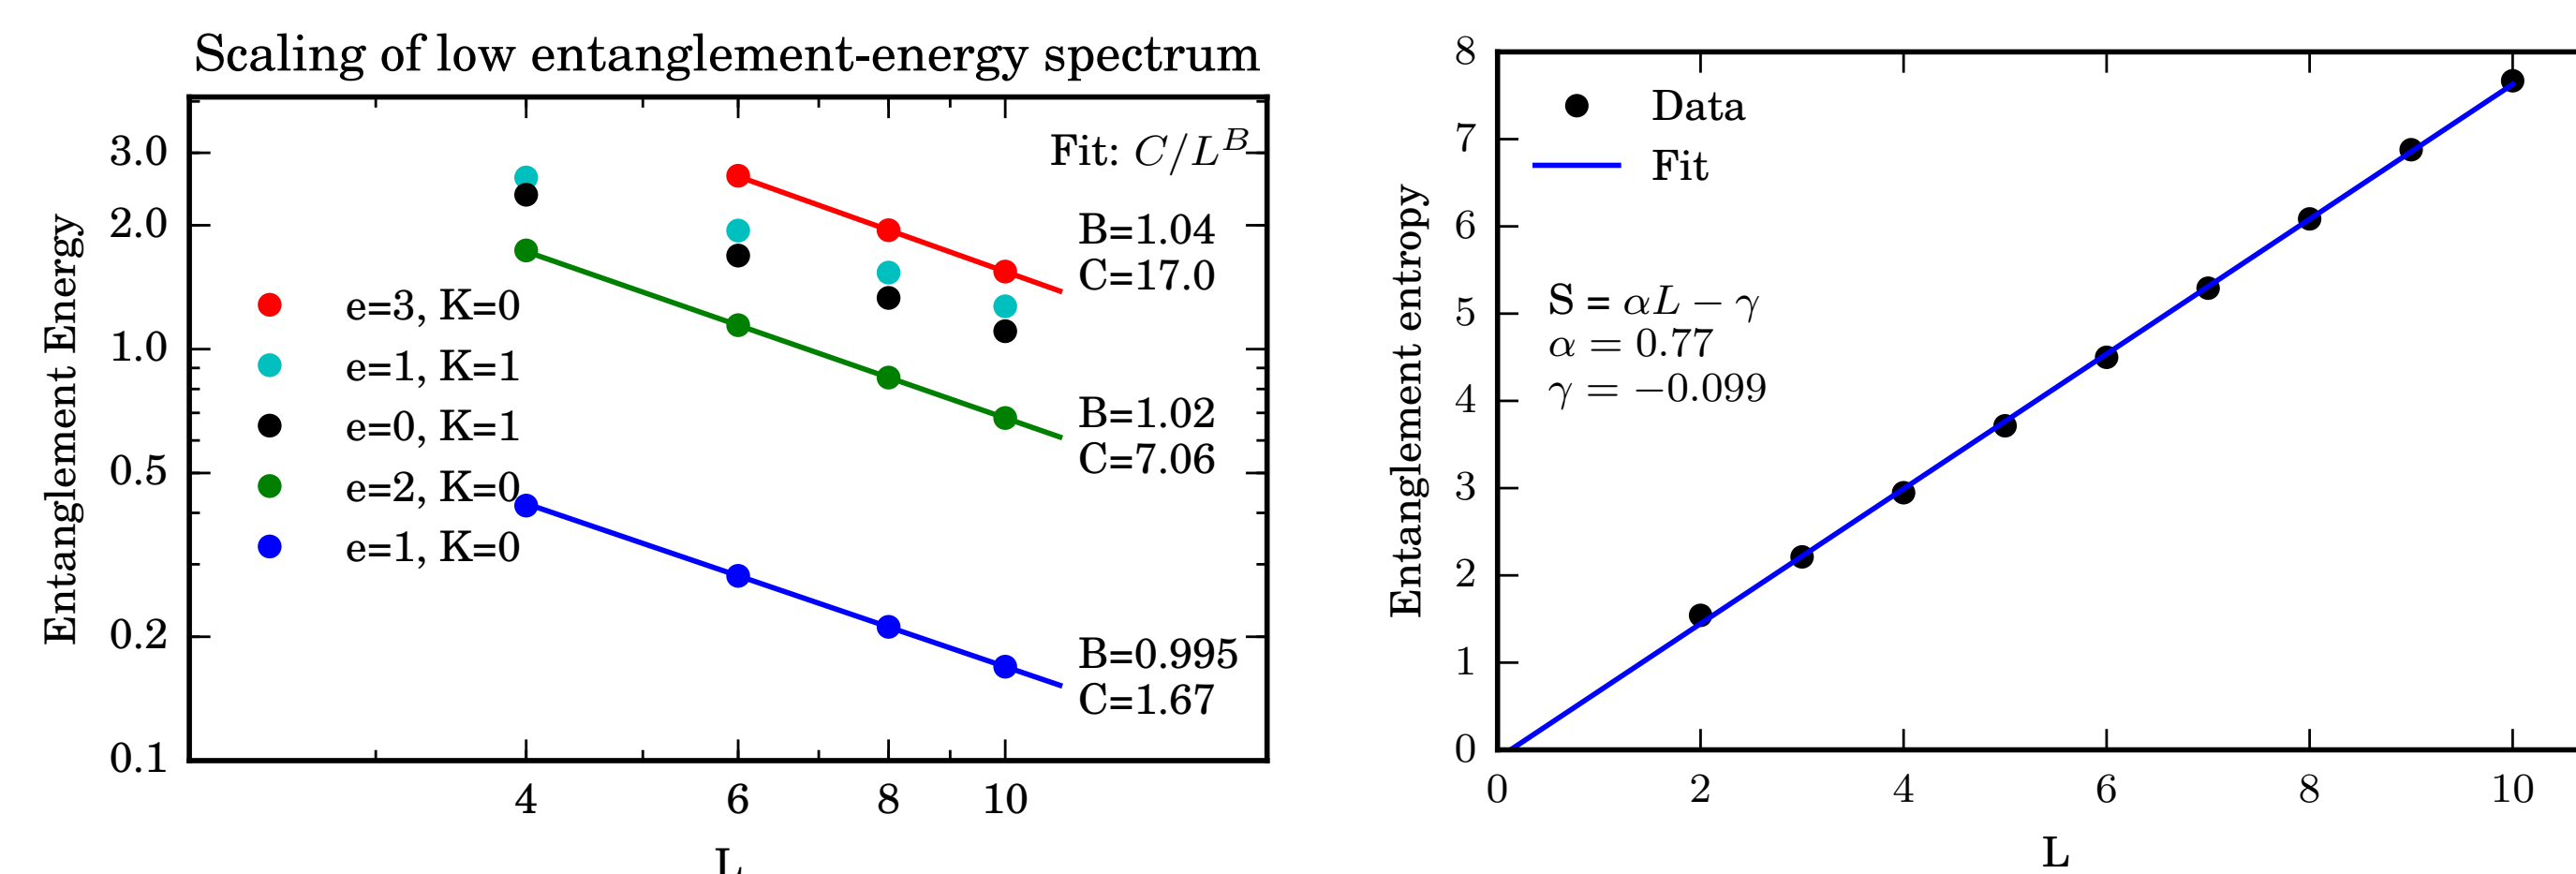 Scaling of low entanglement-energy spectrum
Entanglement Energy
3.0
2.0
1.0
0.5
0.2
0.1
4
6
8
10
L
Fit: C/L^B
B=1.04
C=17.0
B=1.02
C=7.06
B=0.995
C=1.67
e=3, K=0
e=1, K=1
e=0, K=1
e=2, K=0
e=1, K=0
Entanglement entropy
8
7
6
5
4
3
2
1
0
0
2
4
6
8
10
L
Data
Fit
S = αL − γ
α = 0.77
γ = −0.099